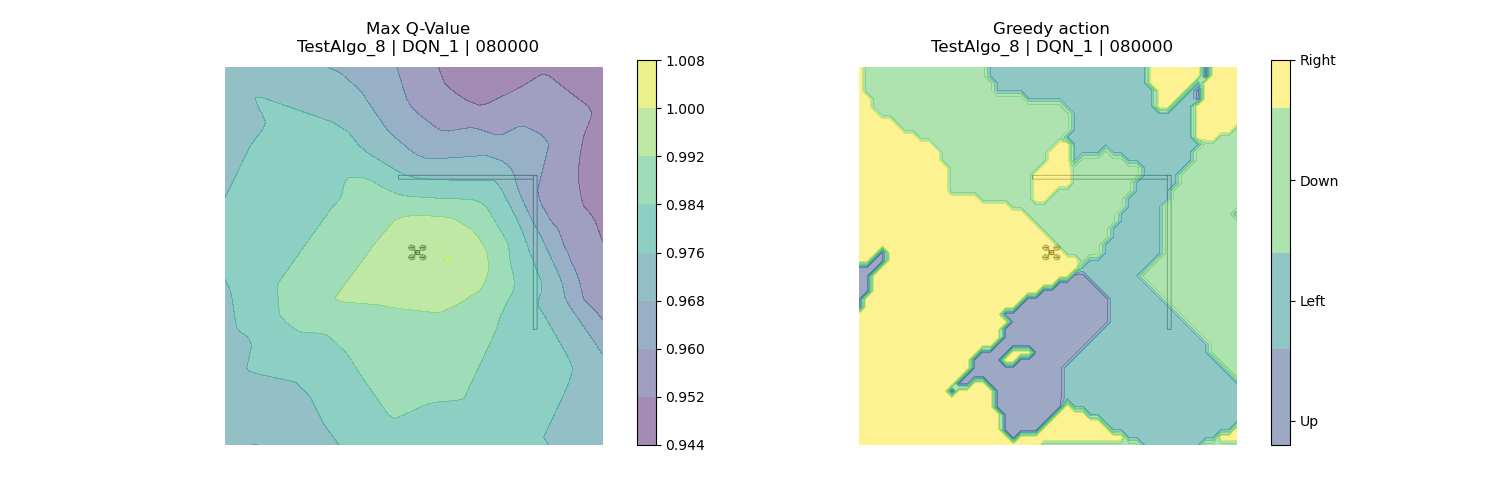 Max Q-Value
TestAlgo_8 | DQN_1 | 080000
1.008
1.000
0.992
0.984
0.976
0.968
0.960
0.952
0.944
Greedy action
TestAlgo_8 | DQN_1 | 080000
Right
Down
Left
Up